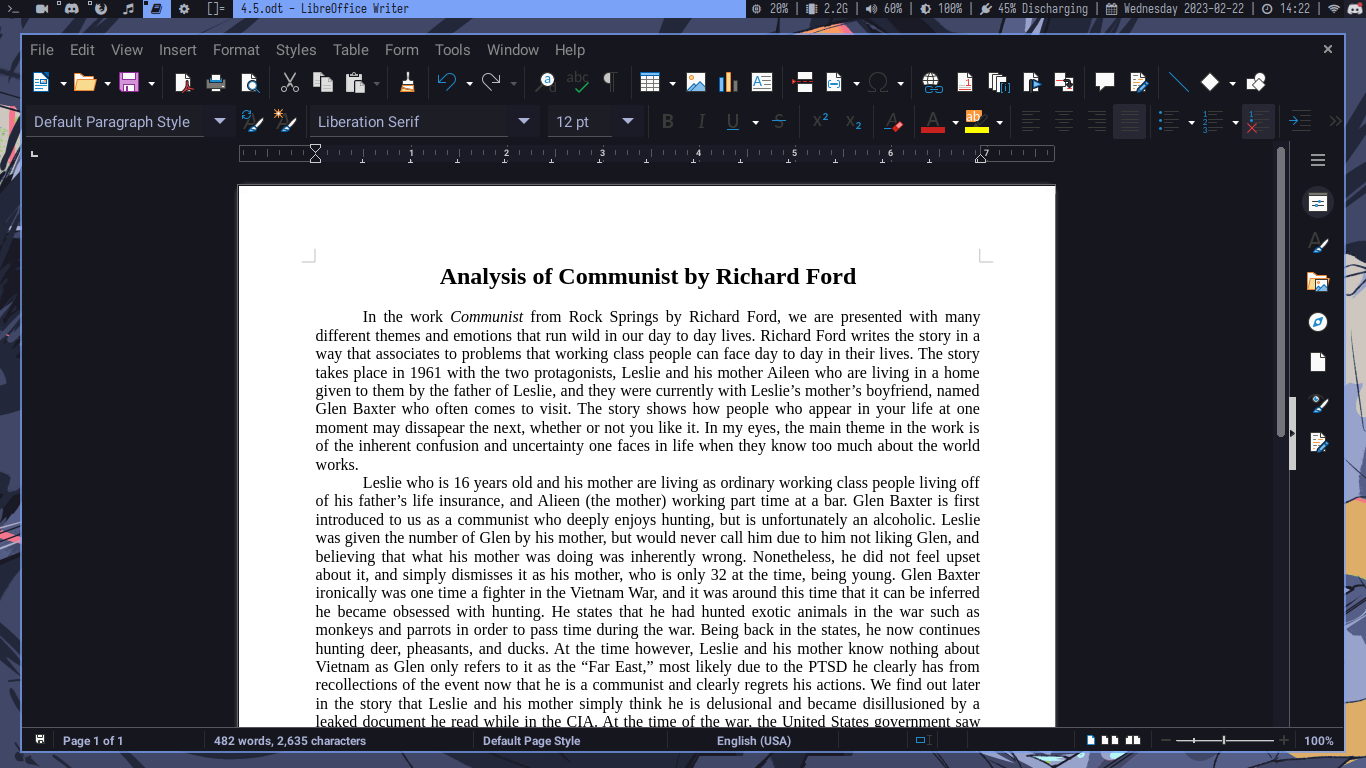 4.5.odt - LibreOffice Writer
20% | 2.2G | 60% | 100% | 45% Discharging | Wednesday 2023-02-22 | 14:22 |
File Edit View Insert Format Styles Table Form Tools Window Help
Default Paragraph Style Liberation Serif 12 pt
1 2 3 4 5 6 7
Analysis of Communist by Richard Ford
In the work Communist from Rock Springs by Richard Ford, we are presented with many
different themes and emotions that run wild in our day to day lives. Richard Ford writes the story in a
way that associates to problems that working class people can face day to day in their lives. The story
takes place in 1961 with the two protagonists, Leslie and his mother Aileen who are living in a home
given to them by the father of Leslie, and they were currently with Leslie’s mother’s boyfriend, named
Glen Baxter who often comes to visit. The story shows how people who appear in your life at one
moment may dissapear the next, whether or not you like it. In my eyes, the main theme in the work is
of the inherent confusion and uncertainty one faces in life when they know too much about the world
works.
Leslie who is 16 years old and his mother are living as ordinary working class people living off
of his father’s life insurance, and Alieen (the mother) working part time at a bar. Glen Baxter is first
introduced to us as a communist who deeply enjoys hunting, but is unfortunately an alcoholic. Leslie
was given the number of Glen by his mother, but would never call him due to him not liking Glen, and
believing that what his mother was doing was inherently wrong. Nonetheless, he did not feel upset
about it, and simply dismisses it as his mother, who is only 32 at the time, being young. Glen Baxter
ironically was one time a fighter in the Vietnam War, and it was around this time that it can be inferred
he became obsessed with hunting. He states that he had hunted exotic animals in the war such as
monkeys and parrots in order to pass time during the war. Being back in the states, he now continues
hunting deer, pheasants, and ducks. At the time however, Leslie and his mother know nothing about
Vietnam as Glen only refers to it as the “Far East,” most likely due to the PTSD he clearly has from
recollections of the event now that he is a communist and clearly regrets his actions. We find out later
in the story that Leslie and his mother simply think he is delusional and became disillusioned by a
leaked document he read while in the CIA. At the time of the war, the United States government saw
Page 1 of 1 482 words, 2,635 characters Default Page Style English (USA) 100%